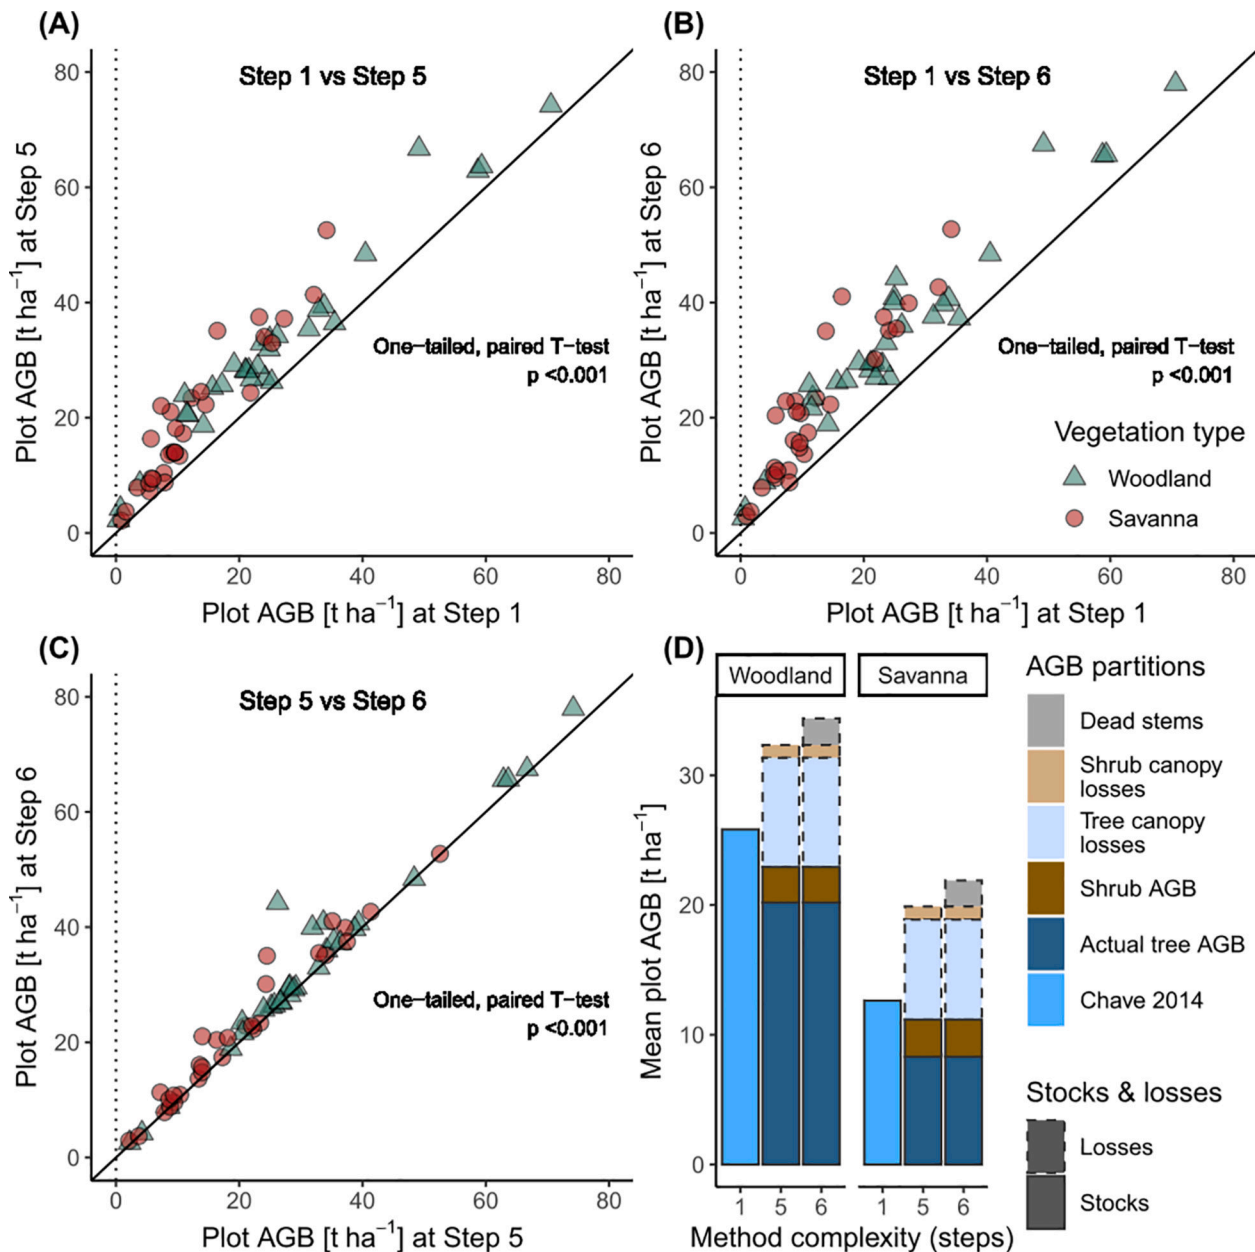 (A)
Step 1 vs Step 5
80
60
40
20
0
Plot AGB [t ha⁻¹] at Step 5
One-tailed, paired T-test
p <0.001
0 20 40 60 80
Plot AGB [t ha⁻¹] at Step 1
(B)
Step 1 vs Step 6
80
60
40
20
0
Plot AGB [t ha⁻¹] at Step 6
One-tailed, paired T-test
p <0.001
Vegetation type
Woodland
Savanna
0 20 40 60 80
Plot AGB [t ha⁻¹] at Step 1
(C)
Step 5 vs Step 6
80
60
40
20
0
Plot AGB [t ha⁻¹] at Step 6
One-tailed, paired T-test
p <0.001
0 20 40 60 80
Plot AGB [t ha⁻¹] at Step 5
(D)
Woodland Savanna
30
20
10
0
Mean plot AGB [t ha⁻¹]
1 5 6 1 5 6
Method complexity (steps)
AGB partitions
Dead stems
Shrub canopy
losses
Tree canopy
losses
Shrub AGB
Actual tree AGB
Chave 2014
Stocks & losses
Losses
Stocks